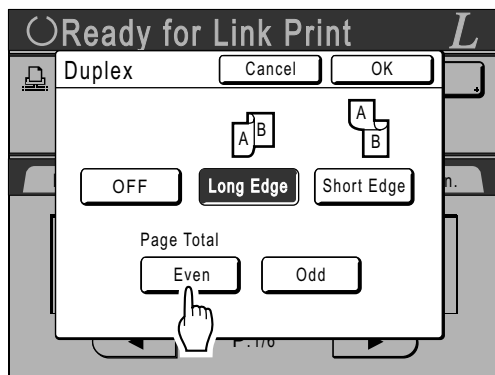 Ready for Link Print L
Duplex Cancel OK
A B A B
OFF Long Edge Short Edge n.
Page Total
Even Odd
P.1/6